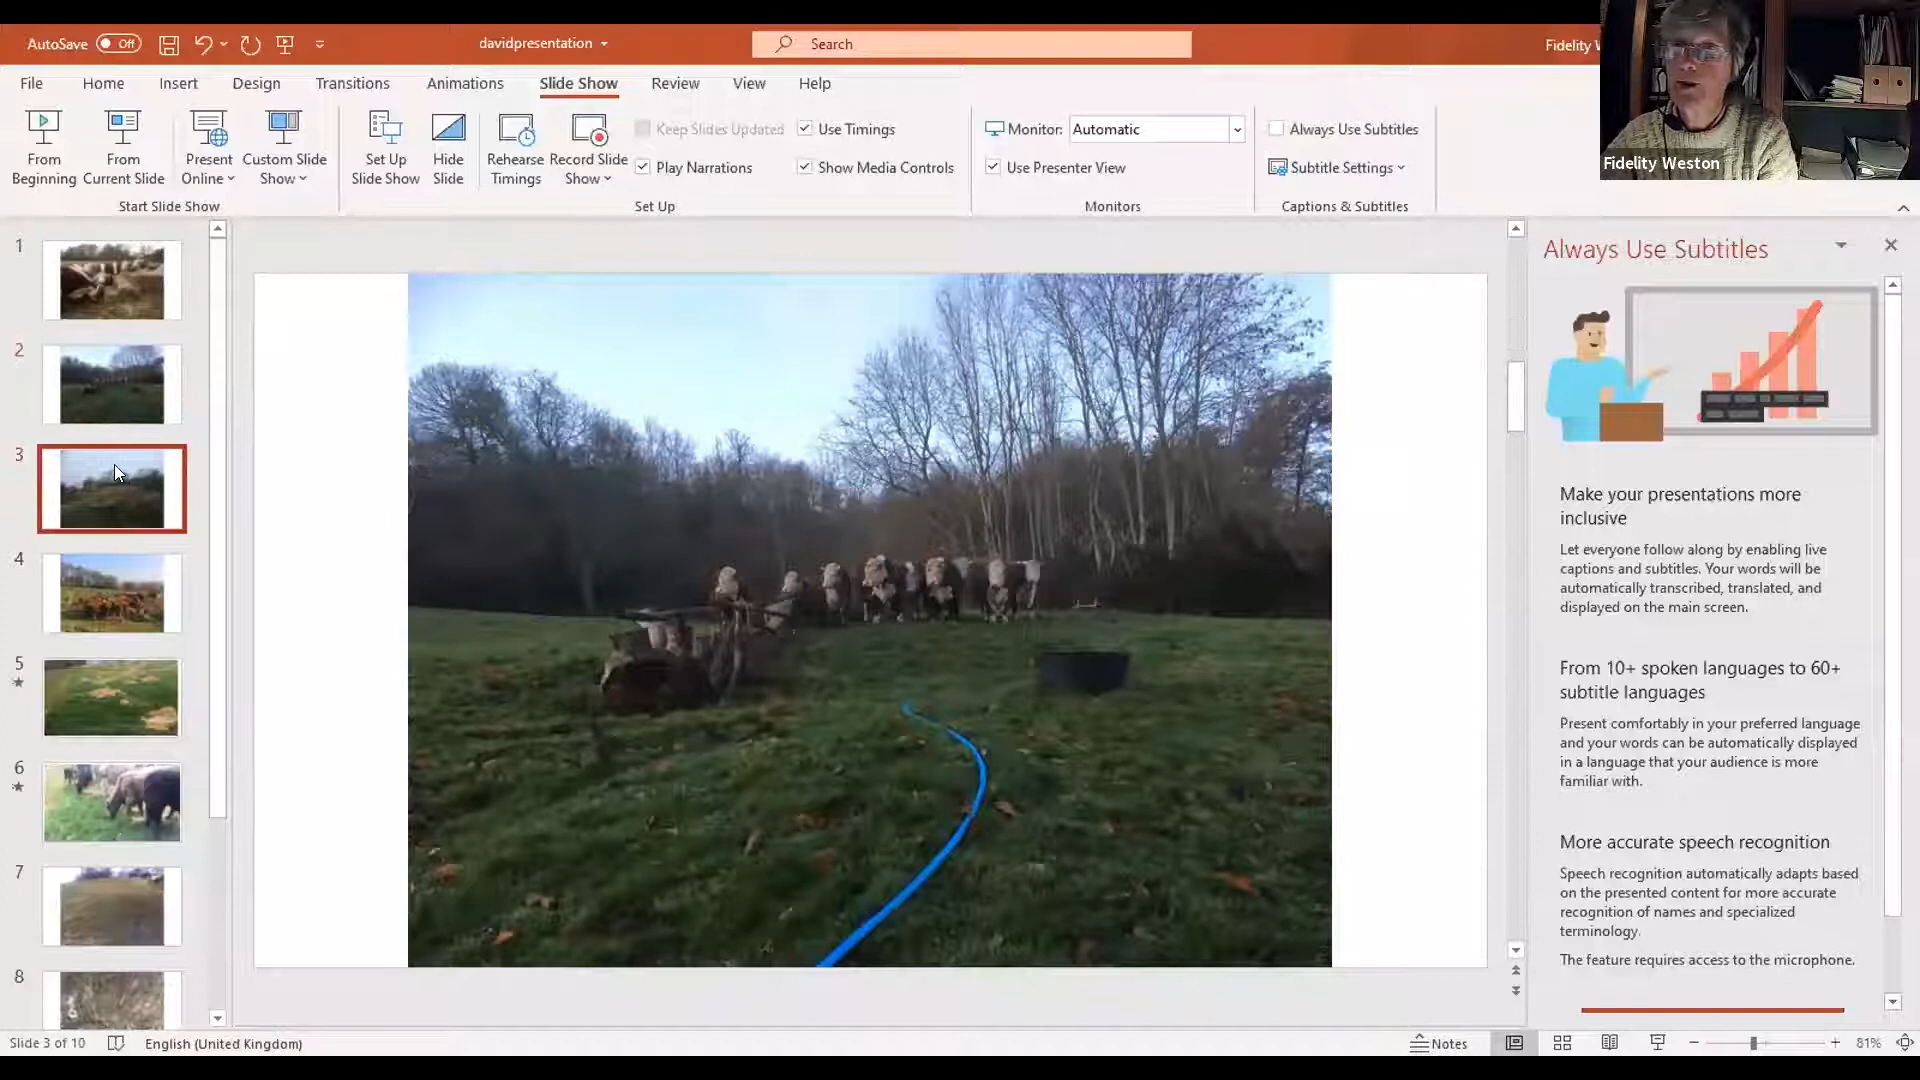 AutoSave Off
davidpresentation
Search
Fidelity W
File Home Insert Design Transitions Animations Slide Show Review View Help
From Beginning
From Current Slide
Present Online
Custom Slide Show
Set Up Slide Show
Hide Slide
Rehearse Timings
Record Slide Show
Keep Slides Updated
Play Narrations
Use Timings
Show Media Controls
Monitor: Automatic
Use Presenter View
Always Use Subtitles
Subtitle Settings
Start Slide Show
Set Up
Monitors
Captions & Subtitles
Fidelity Weston
1
2
3
4
5
6
7
8
Always Use Subtitles
Make your presentations more
inclusive
Let everyone follow along by enabling live
captions and subtitles. Your words will be
automatically transcribed, translated, and
displayed on the main screen.
From 10+ spoken languages to 60+
subtitle languages
Present comfortably in your preferred language
and your words can be automatically displayed
in a language that your audience is more
familiar with.
More accurate speech recognition
Speech recognition automatically adapts based
on the presented content for more accurate
recognition of names and specialized
terminology.
The feature requires access to the microphone.
Slide 3 of 10
English (United Kingdom)
Notes
81%